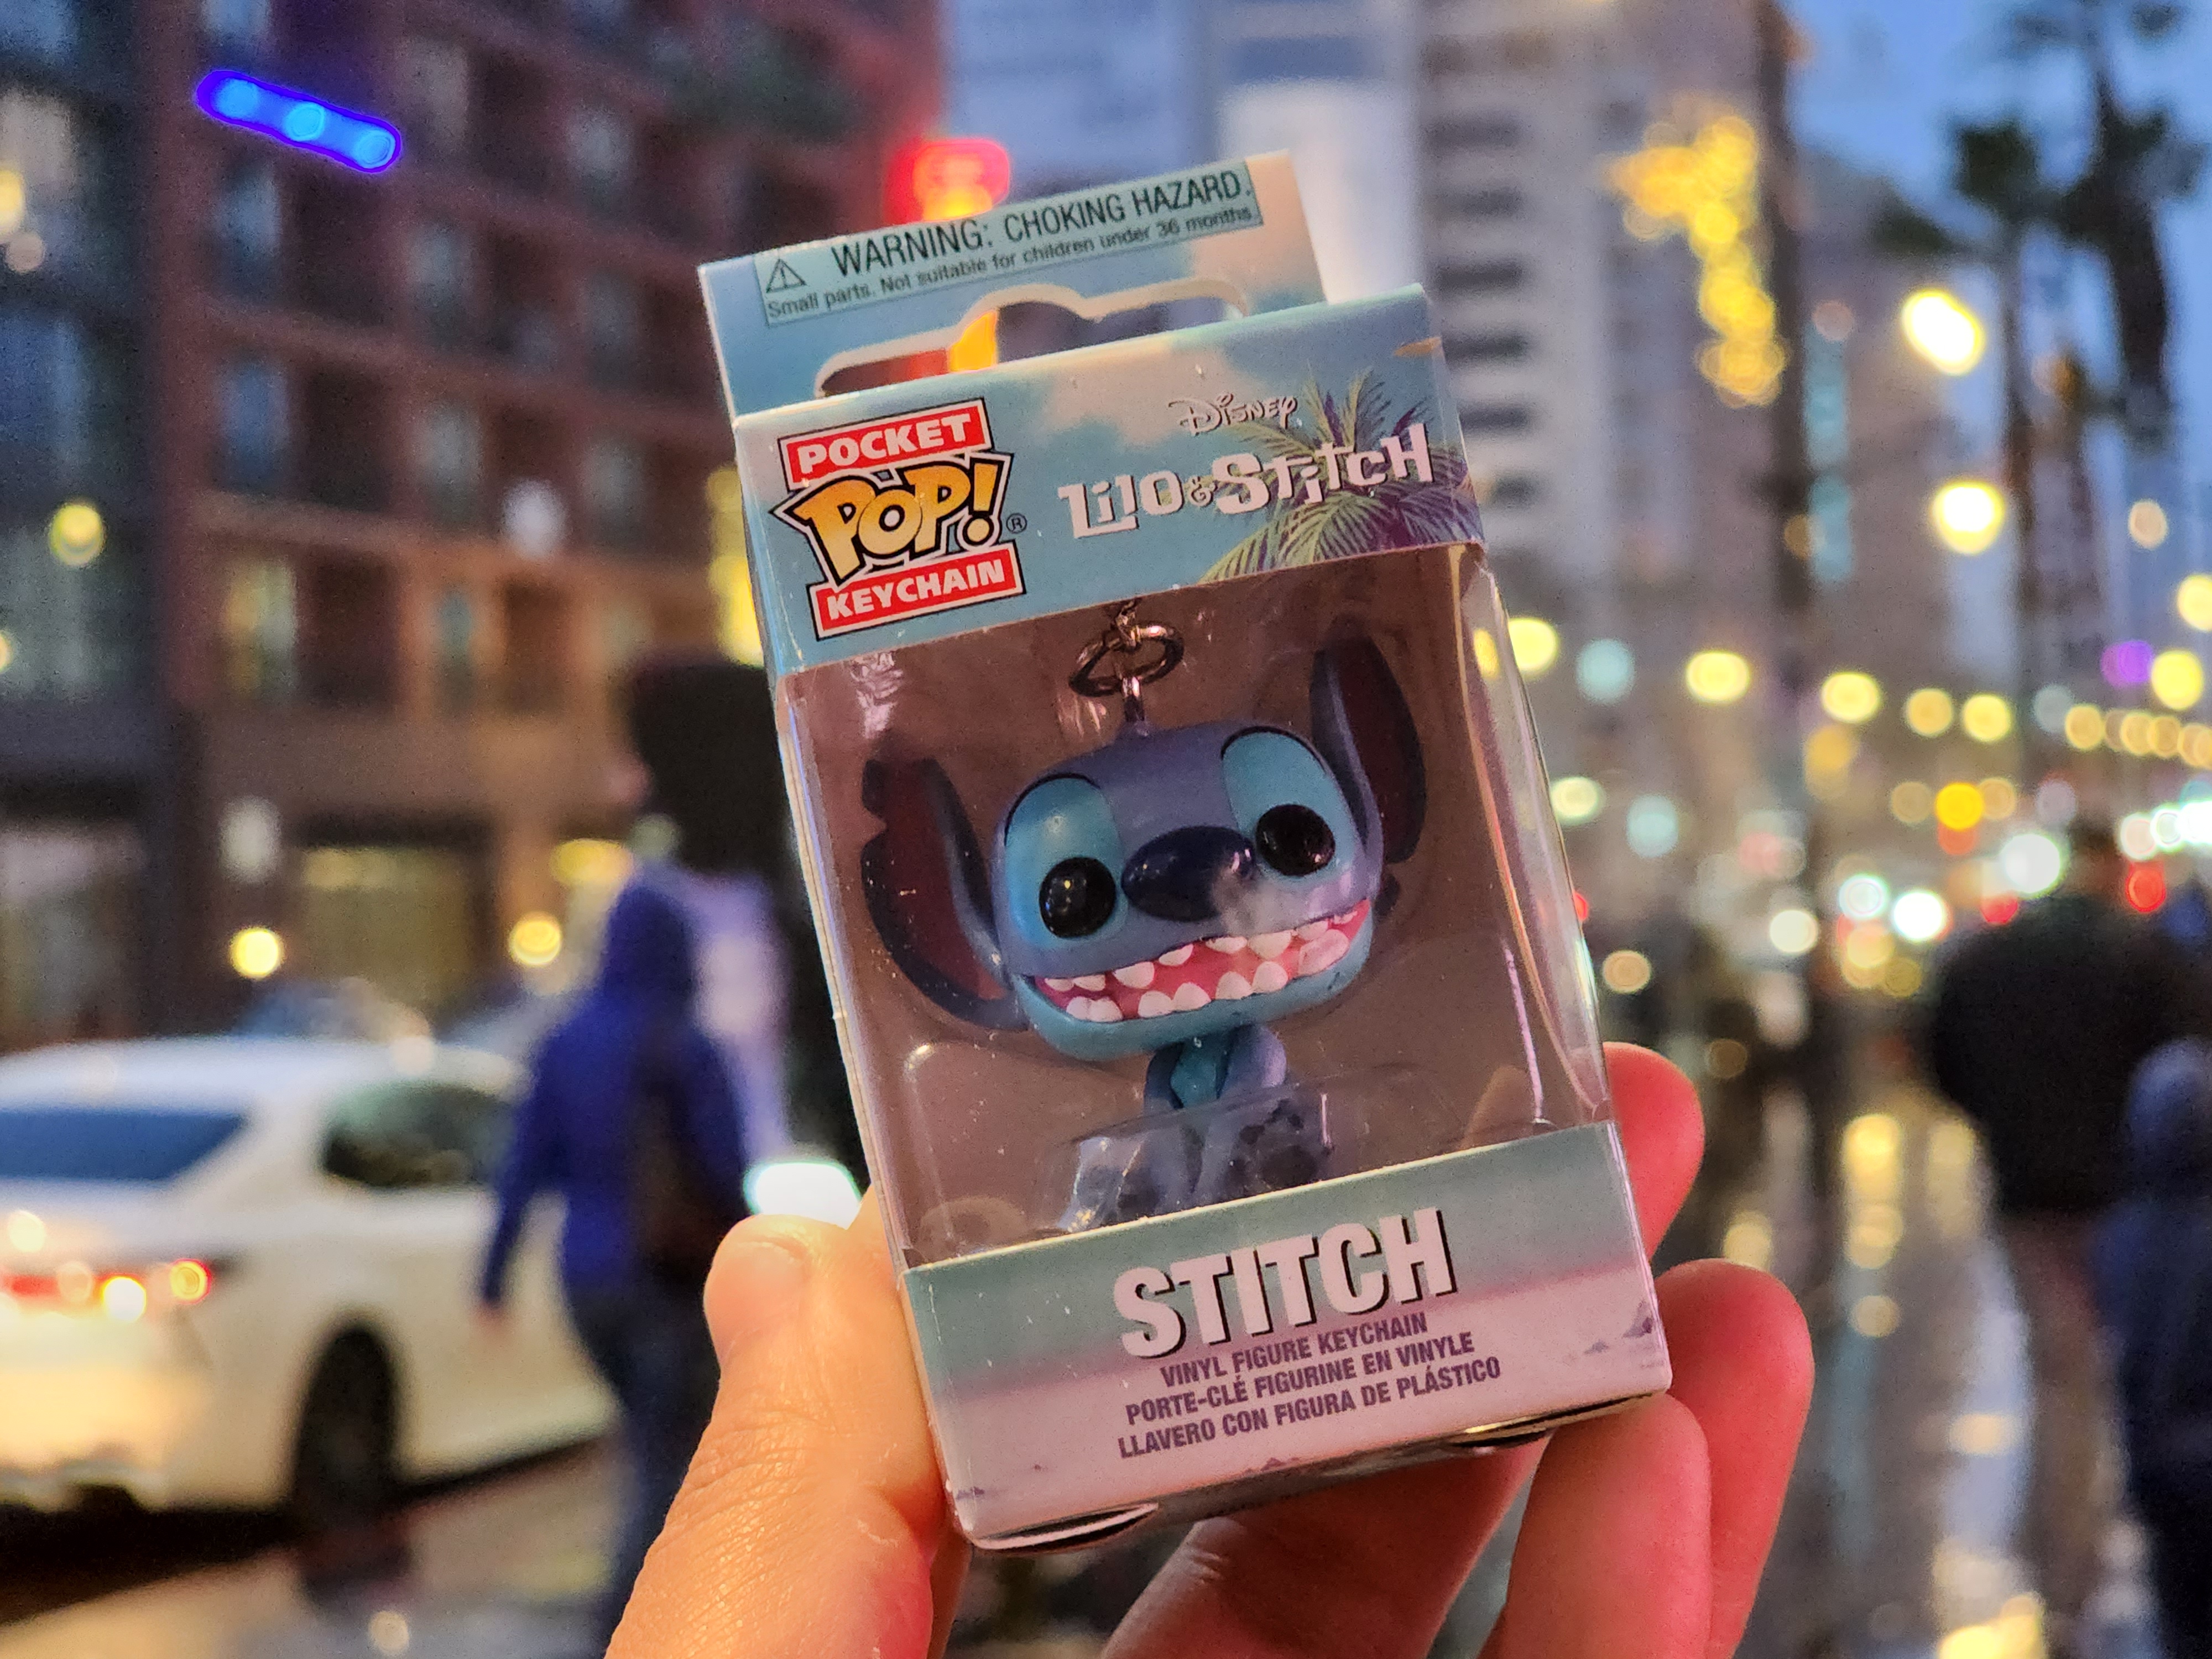 WARNING: CHOKING HAZARD.
Small parts. Not suitable for children under 36 months.
POCKET
POP!®
KEYCHAIN
DISNEY
Lilo & Stitch
STITCH
VINYL FIGURE KEYCHAIN
PORTE-CLÉ FIGURINE EN VINYLE
LLAVERO CON FIGURA DE PLÁSTICO